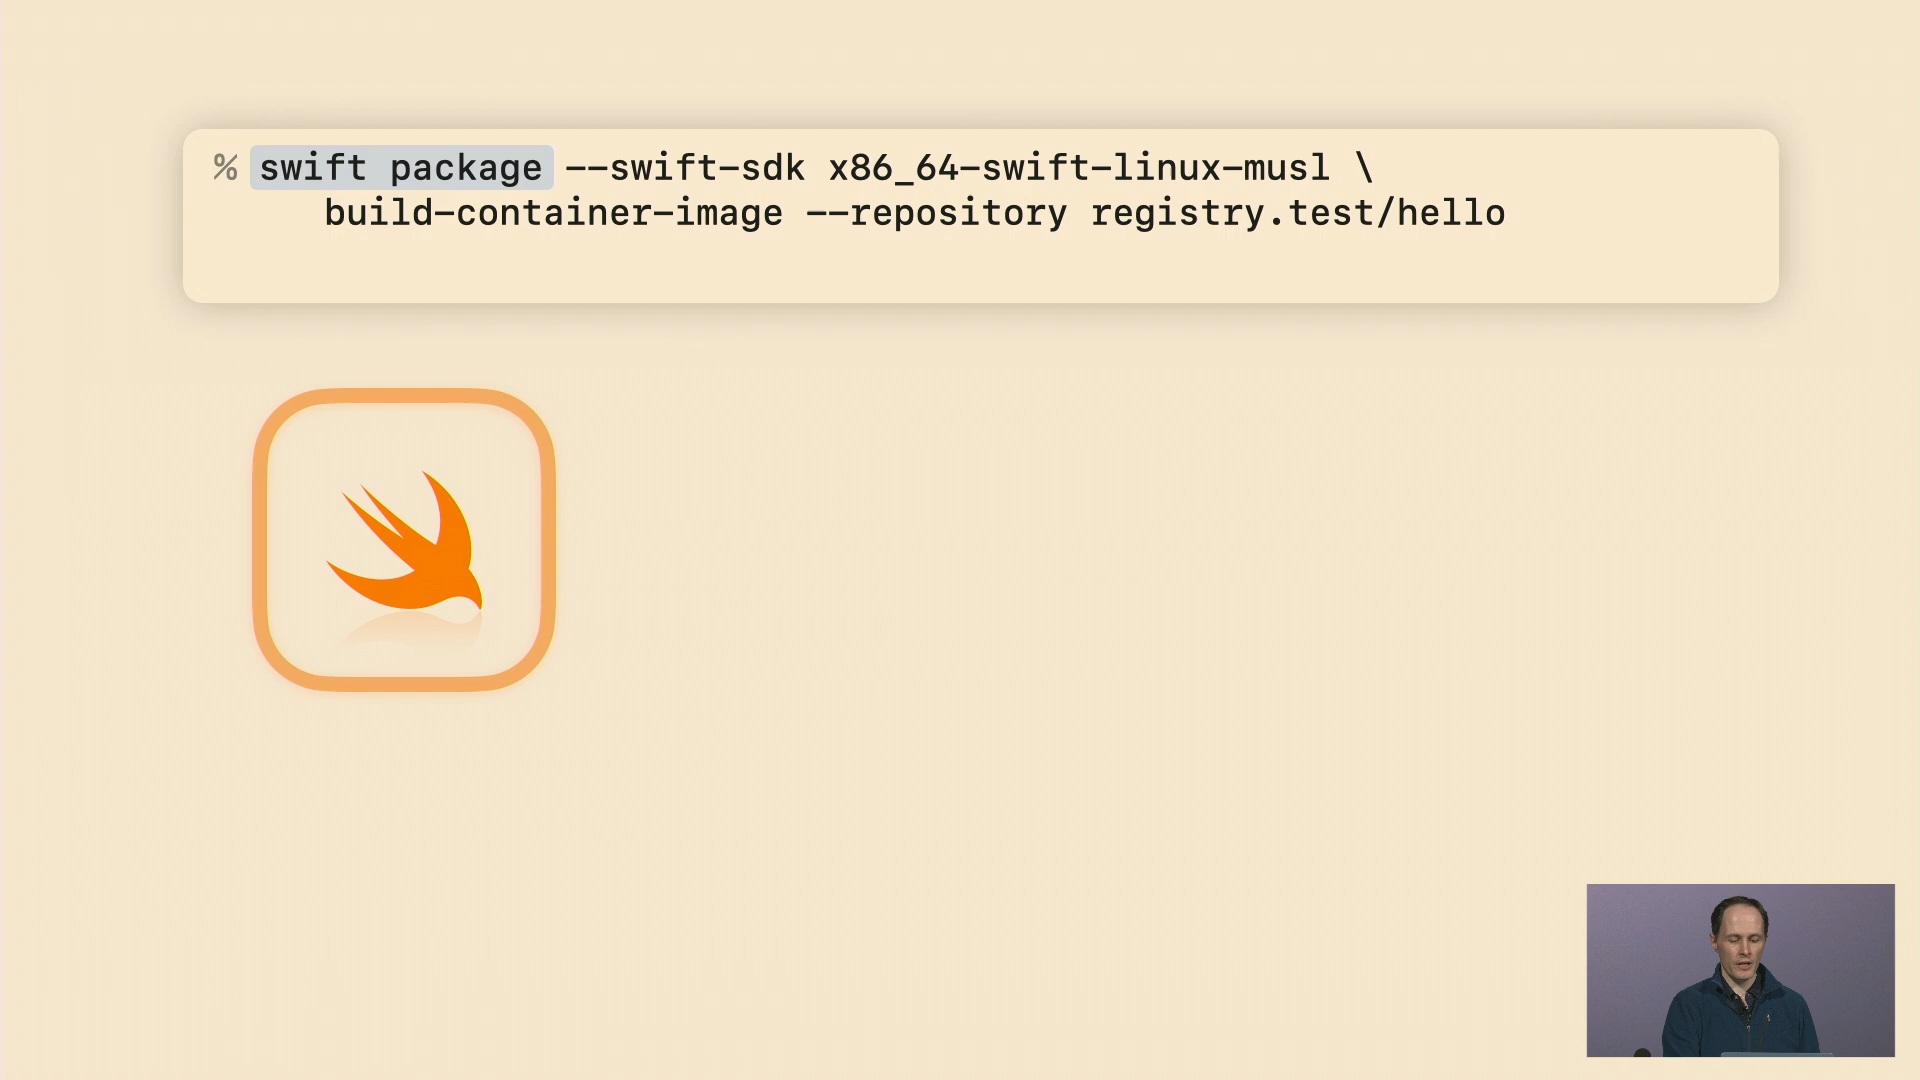 % swift package --swift-sdk x86_64-swift-linux-musl \
build-container-image --repository registry.test/hello